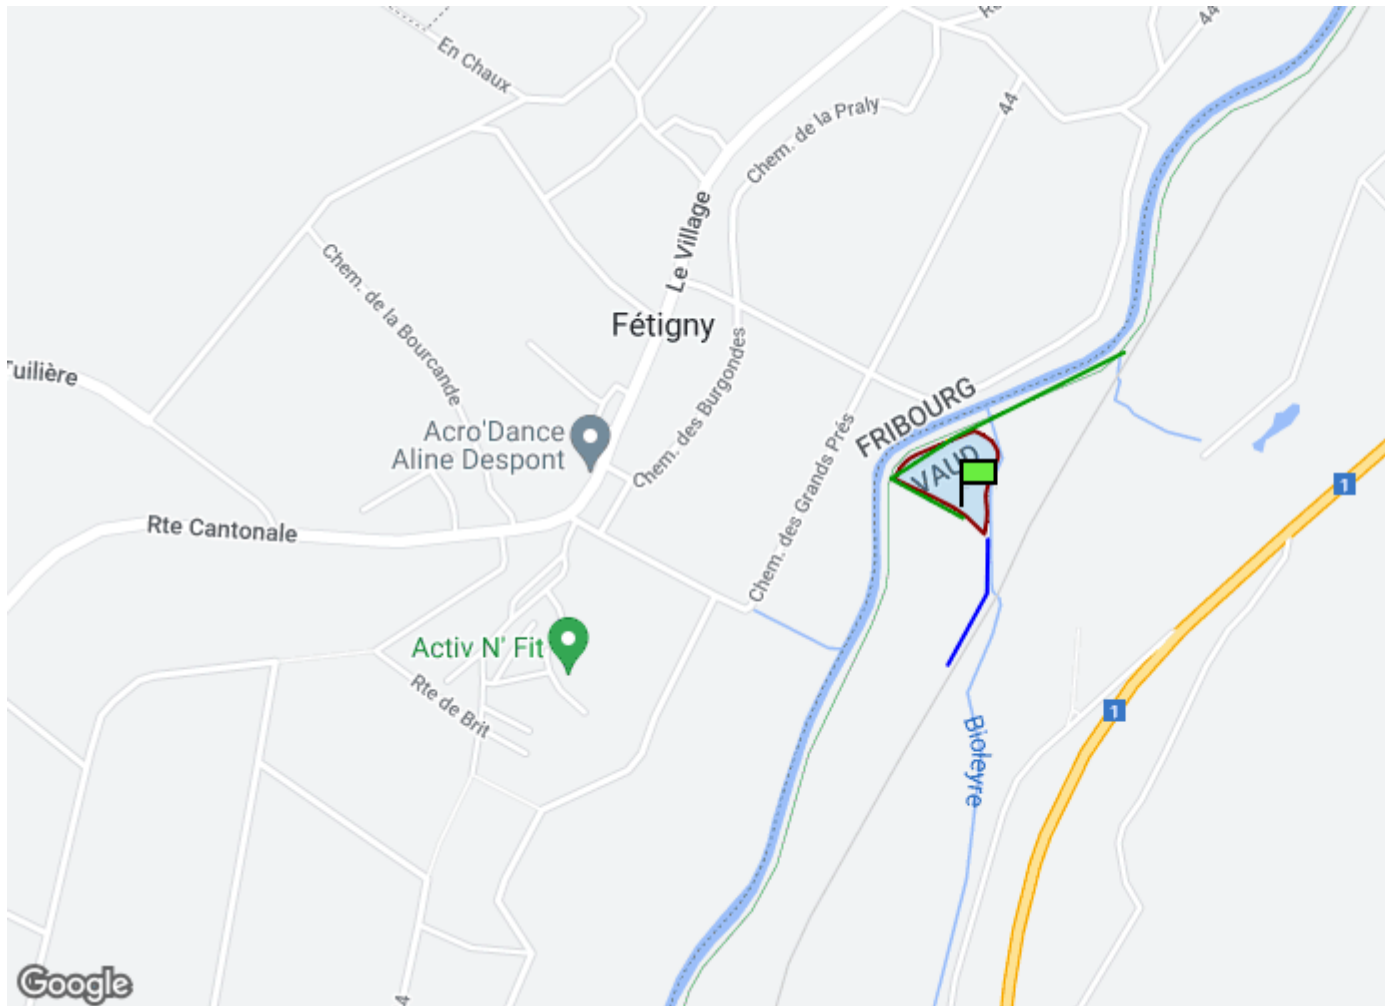 En Chaux
44
Chem. de la Praly
44
Le Village
Chem. de la Bourcande
Fétigny
Tuilière
Chem. des Burgondes
FRIBOURG
Acro'Dance
Aline Despont
VAUD
Chem. des Grands Prés
1
Rte Cantonale
Activ N' Fit
Rte de Brit
1
Bioleyre
Google
44